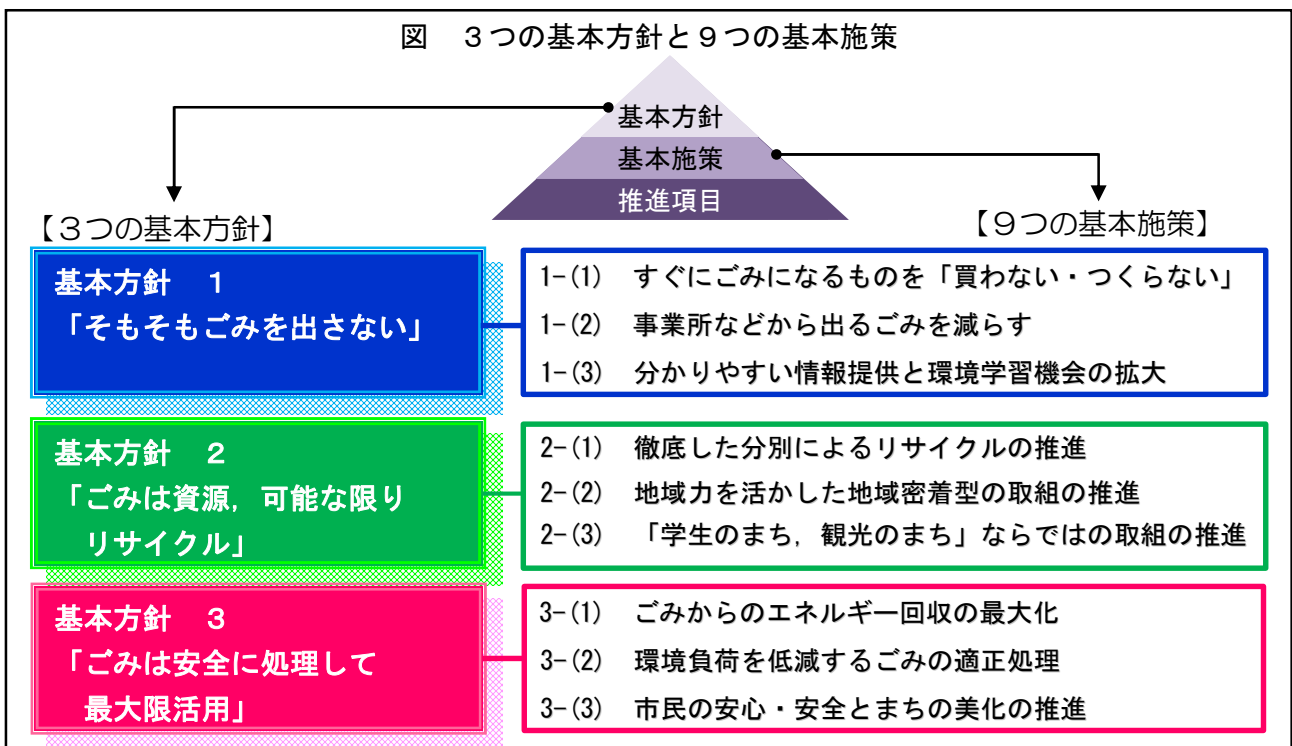 図　３つの基本方針と９つの基本施策
基本方針
基本施策
推進項目
【３つの基本方針】
【９つの基本施策】
基本方針　１
「そもそもごみを出さない」
1-(1)　すぐにごみになるものを「買わない・つくらない」
1-(2)　事業所などから出るごみを減らす
1-(3)　分かりやすい情報提供と環境学習機会の拡大
基本方針　２
「ごみは資源，可能な限り
リサイクル」
2-(1)　徹底した分別によるリサイクルの推進
2-(2)　地域力を活かした地域密着型の取組の推進
2-(3)　「学生のまち，観光のまち」ならではの取組の推進
基本方針　３
「ごみは安全に処理して
最大限活用」
3-(1)　ごみからのエネルギー回収の最大化
3-(2)　環境負荷を低減するごみの適正処理
3-(3)　市民の安心・安全とまちの美化の推進